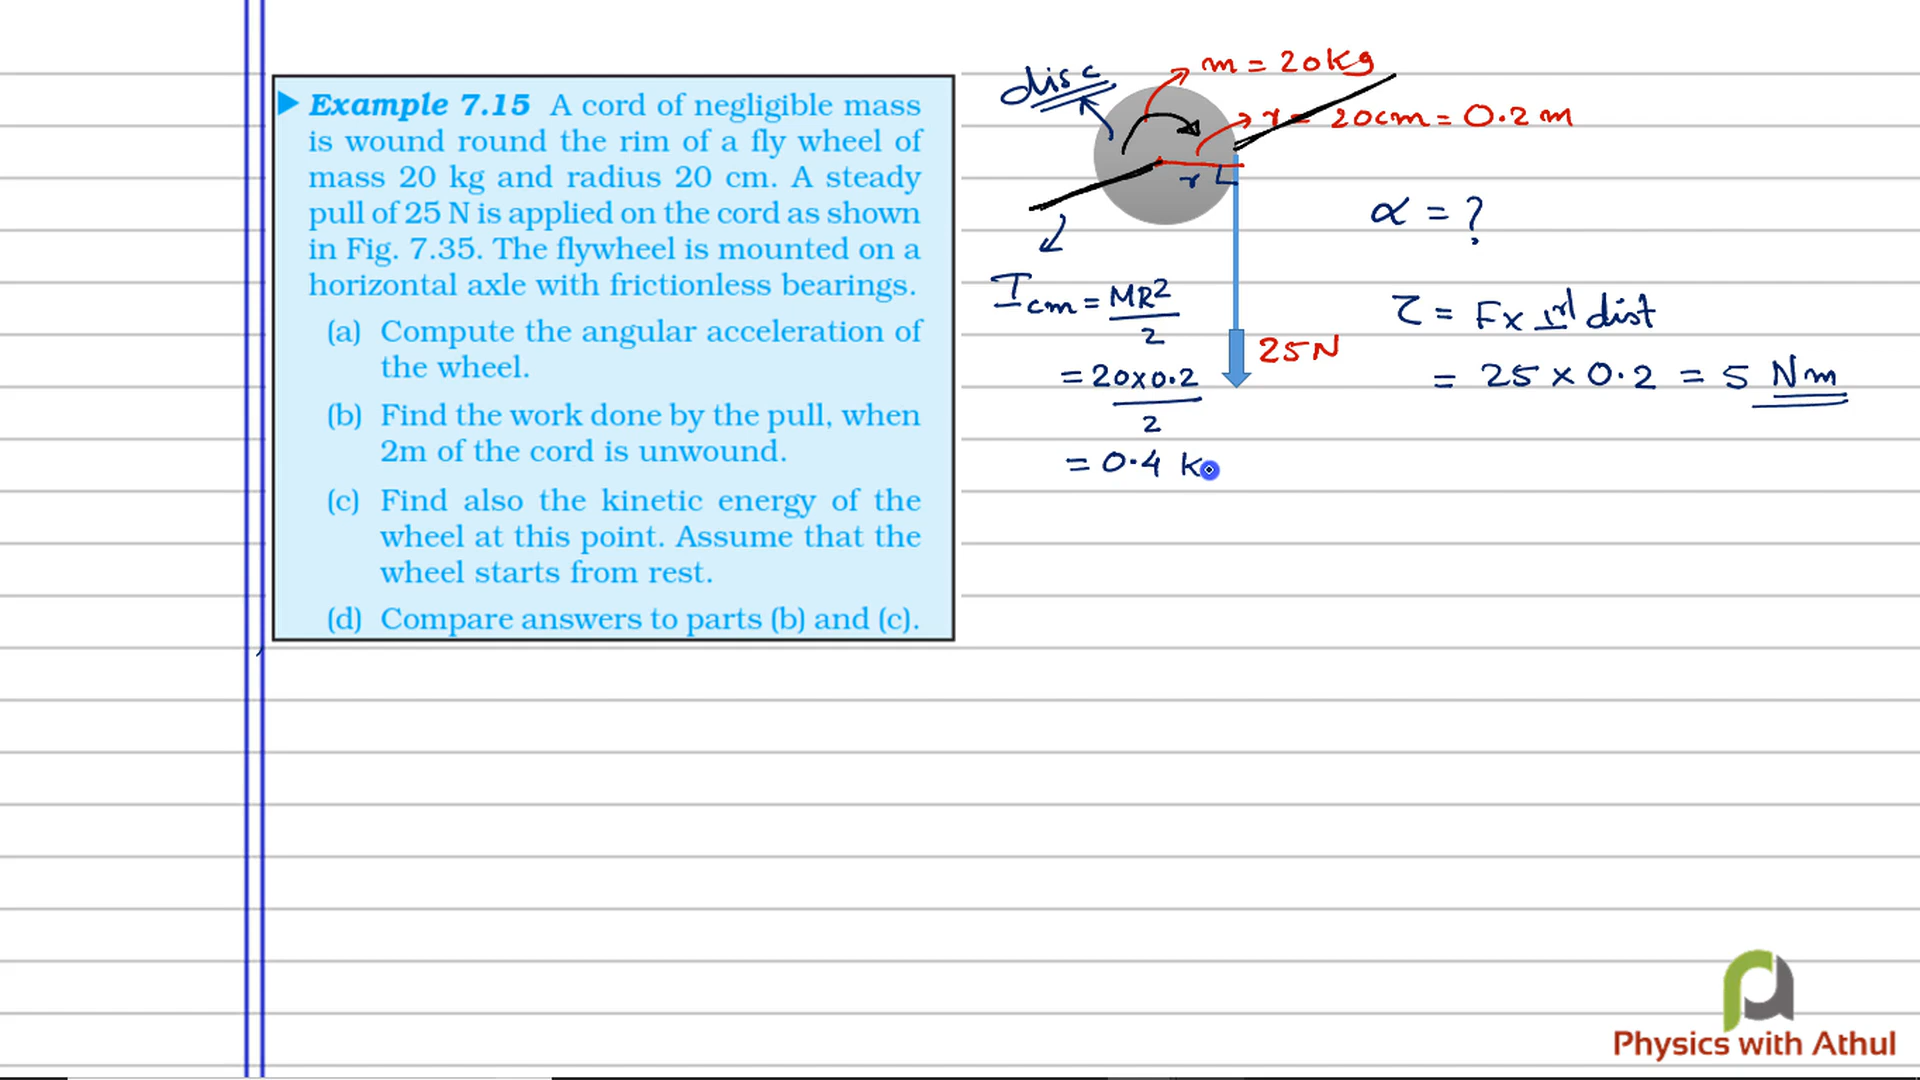 Example 7.15 A cord of negligible mass
is wound round the rim of a fly wheel of
mass 20 kg and radius 20 cm. A steady
pull of 25 N is applied on the cord as shown
in Fig. 7.35. The flywheel is mounted on a
horizontal axle with frictionless bearings.
(a) Compute the angular acceleration of
the wheel.
(b) Find the work done by the pull, when
2m of the cord is unwound.
(c) Find also the kinetic energy of the
wheel at this point. Assume that the
wheel starts from rest.
(d) Compare answers to parts (b) and (c).
disc
m = 20kg
r = 20cm = 0.2 m
r
I cm = MR² / 2
= 20×0.2 / 2
= 0.4 k
25N
α = ?
τ = F× ⊥rl dist
= 25 × 0.2 = 5 Nm
Physics with Athul